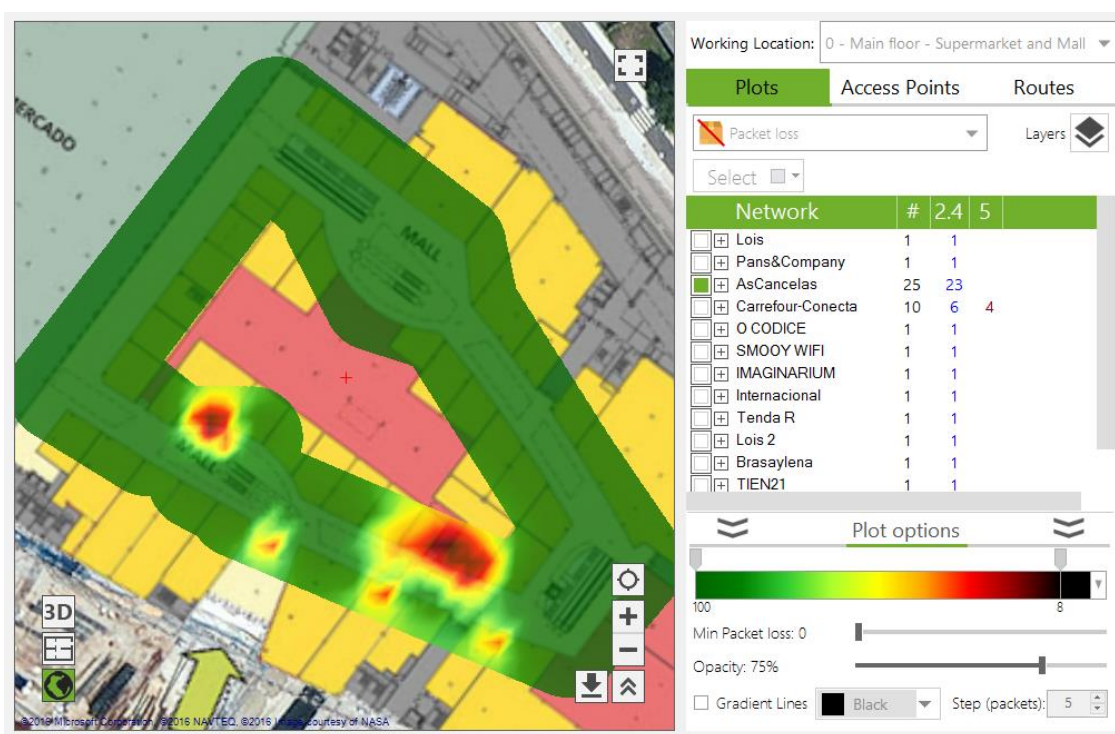 Working Location: 0 - Main floor - Supermarket and Mall
Plots Access Points Routes
Packet loss Layers
Select
Network # 2.4 5
Lois 1 1
Pans&Company 1 1
AsCancelas 25 23
Carrefour-Conecta 10 6 4
O CODICE 1 1
SMOOY WIFI 1 1
IMAGINARIUM 1 1
Internacional 1 1
Tenda R 1 1
Lois 2 1 1
Brasaylena 1 1
TIEN21 1 1
Plot options
100 8
Min Packet loss: 0
Opacity: 75%
Gradient Lines Black Step (packets): 5
MERCADO
MALL
MALL
3D
©2016 Microsoft Corporation ©2016 NAVTEQ ©2016 Image courtesy of NASA